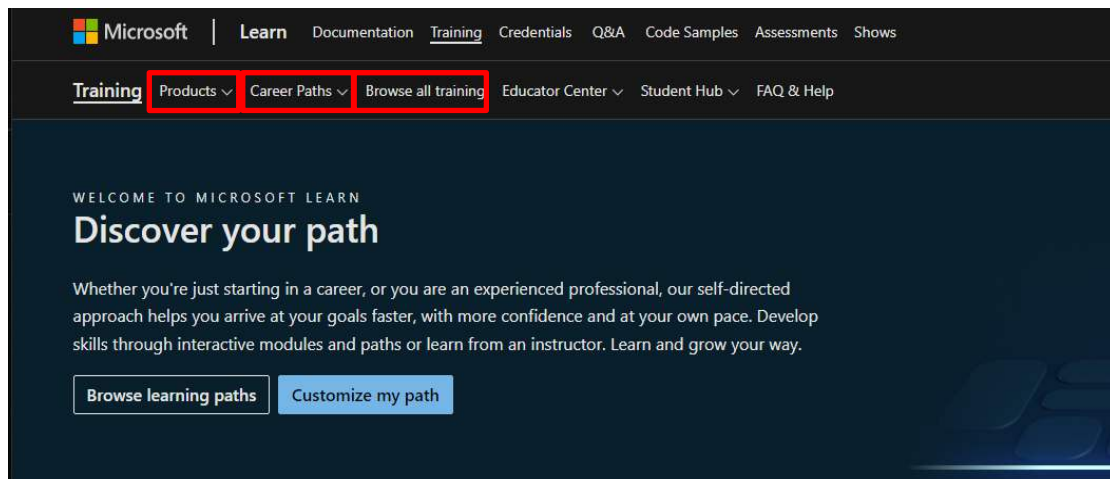 Microsoft | Learn Documentation Training Credentials Q&A Code Samples Assessments Shows
Training Products Career Paths Browse all training Educator Center Student Hub FAQ & Help
WELCOME TO MICROSOFT LEARN
Discover your path
Whether you're just starting in a career, or you are an experienced professional, our self-directed
approach helps you arrive at your goals faster, with more confidence and at your own pace. Develop
skills through interactive modules and paths or learn from an instructor. Learn and grow your way.
Browse learning paths Customize my path